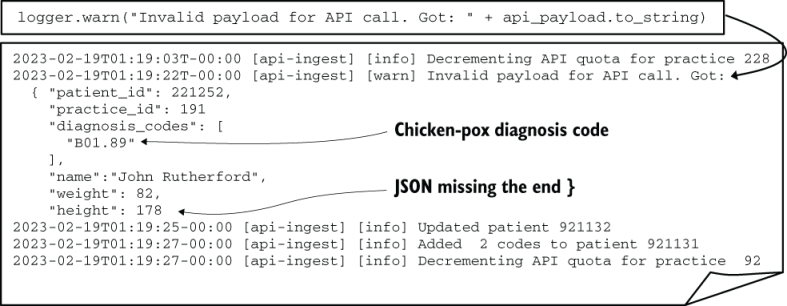 logger.warn("Invalid payload for API call. Got: " + api_payload.to_string)
2023-02-19T01:19:03T-00:00 [api-ingest] [info] Decrementing API quota for practice 228
2023-02-19T01:19:22T-00:00 [api-ingest] [warn] Invalid payload for API call. Got:
{ "patient_id": 221252,
"practice_id": 191
"diagnosis_codes": [
"B01.89"
Chicken-pox diagnosis code
],
"name":"John Rutherford",
"weight": 82,
JSON missing the end }
"height": 178
2023-02-19T01:19:25-00:00 [api-ingest] [info] Updated patient 921132
2023-02-19T01:19:27-00:00 [api-ingest] [info] Added  2 codes to patient 921131
2023-02-19T01:19:27-00:00 [api-ingest] [info] Decrementing API quota for practice  92